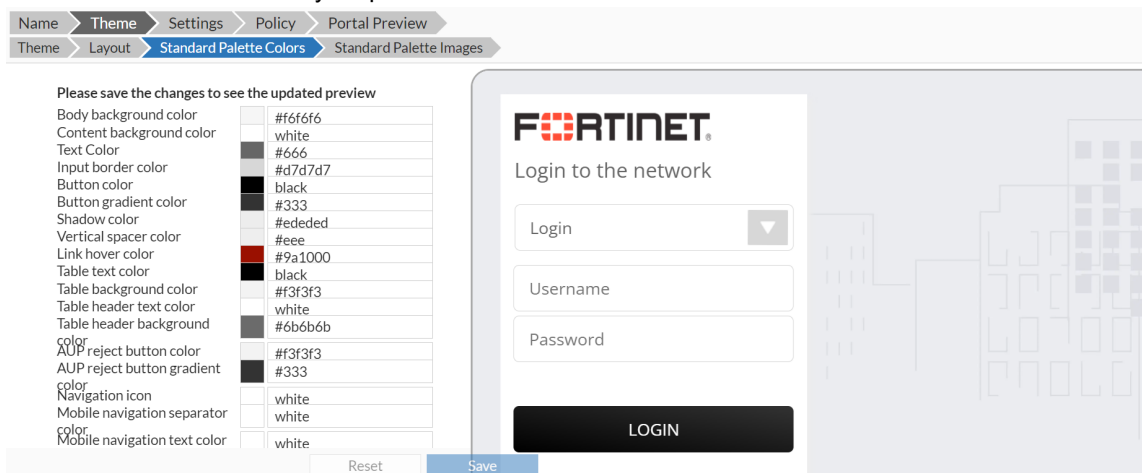 Name Theme Settings Policy Portal Preview
Theme Layout Standard Palette Colors Standard Palette Images
Please save the changes to see the updated preview
Body background color #f6f6f6
Content background color white
Text Color #666
Input border color #d7d7d7
Button color black
Button gradient color #333
Shadow color #ededed
Vertical spacer color #eee
Link hover color #9a1000
Table text color black
Table background color #f3f3f3
Table header text color white
Table header background color #6b6b6b
AUP reject button color #f3f3f3
AUP reject button gradient color #333
Navigation icon white
Mobile navigation separator color white
Mobile navigation text color white
Reset Save
FORTINET
Login to the network
Login
Username
Password
LOGIN